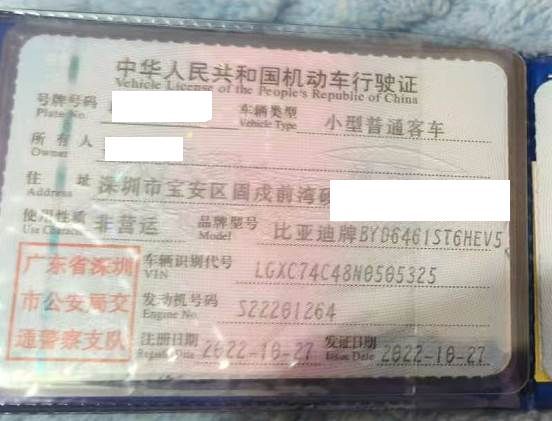 中华人民共和国机动车行驶证
Vehicle License of the People's Republic of China
号牌号码 车辆类型 小型普通客车
Plate No. Vehicle Type
所有人
Owner
住址 深圳市宝安区固戍前湾
Address
使用性质 非营运 品牌型号 比亚迪牌BYD6461ST6HEV5
Use Character Model
广东省深圳
市公安局交
通警察支队
车辆识别代号 LGXC74C48N0505325
VIN
发动机号码 S22201264
Engine No.
注册日期 2022-10-27 发证日期 2022-10-27
Register Date Issue Date